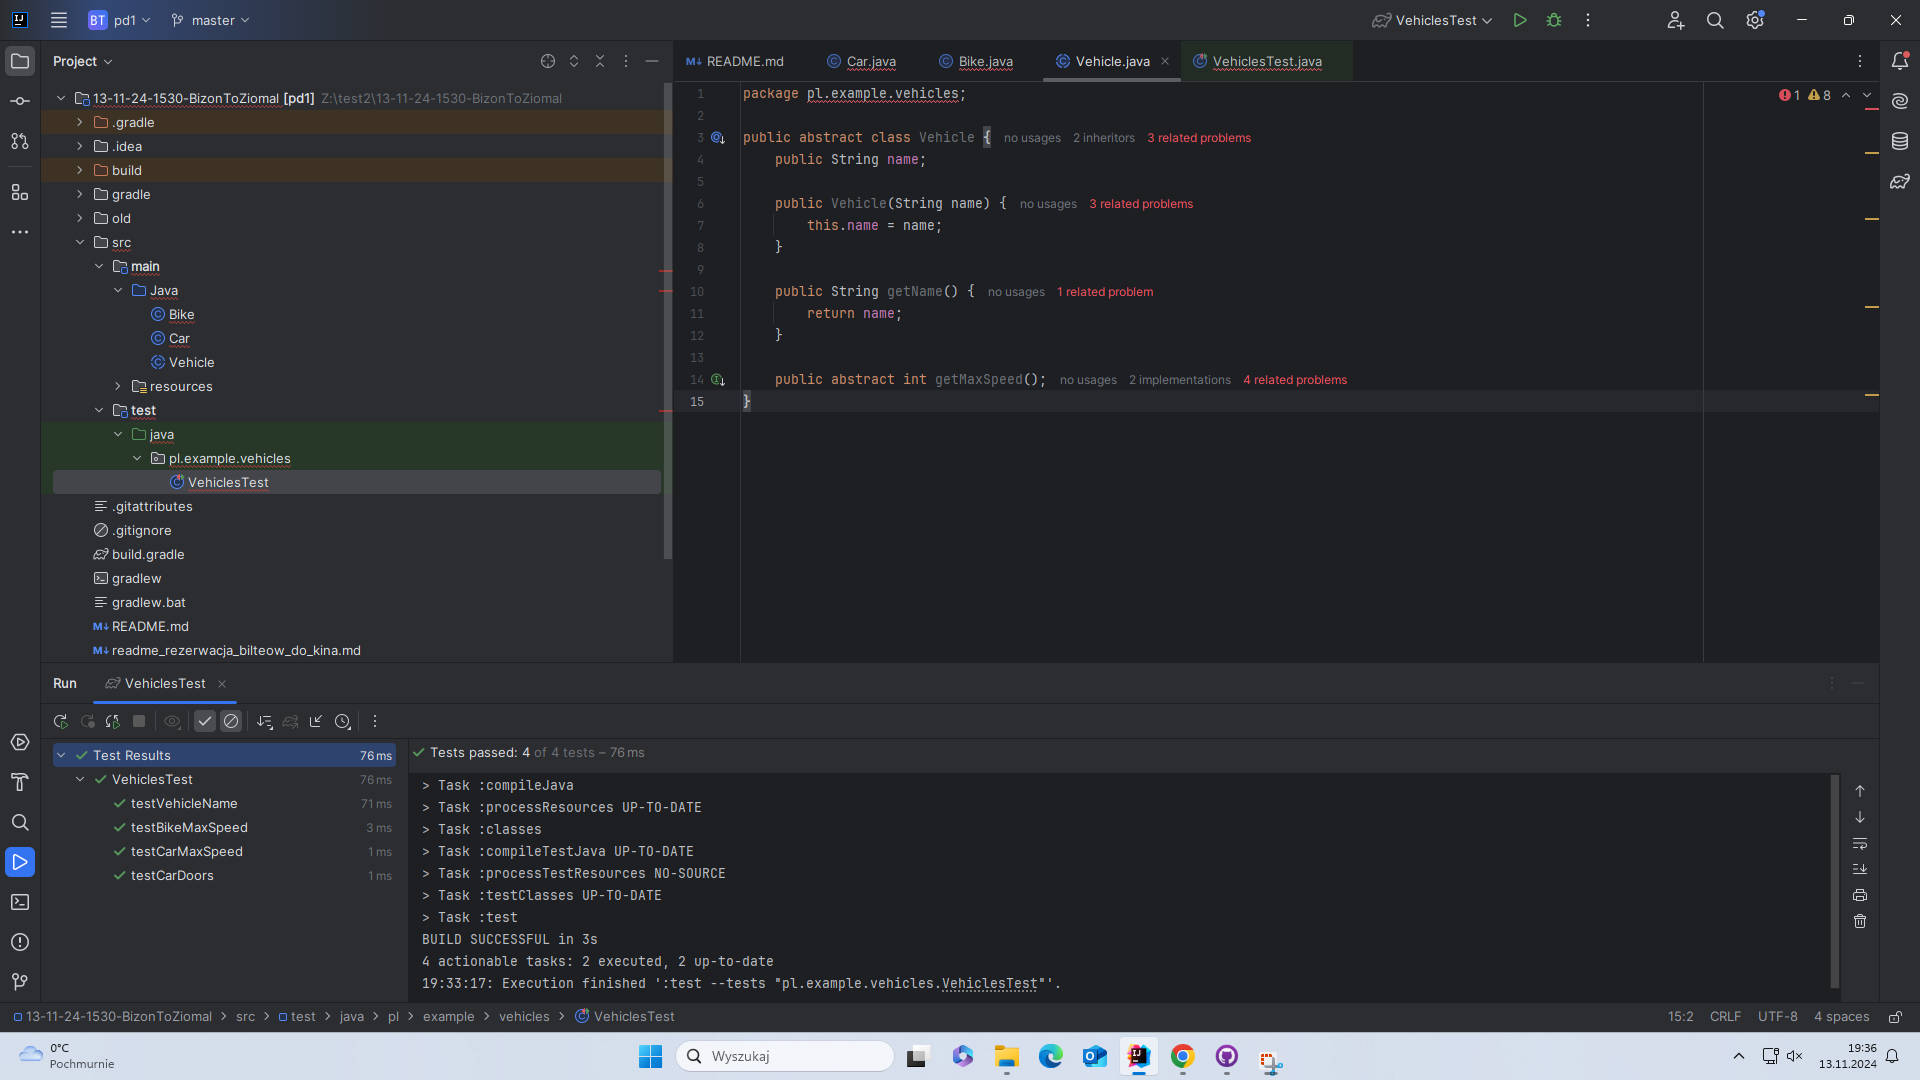 BT pd1 master VehiclesTest
Project
README.md Car.java Bike.java Vehicle.java VehiclesTest.java
13-11-24-1530-BizonToZiomal [pd1] Z:\test2\13-11-24-1530-BizonToZiomal
.gradle
.idea
build
gradle
old
src
main
Java
Bike
Car
Vehicle
resources
test
java
pl.example.vehicles
VehiclesTest
.gitattributes
.gitignore
build.gradle
gradlew
gradlew.bat
README.md
readme_rezerwacja_bilteow_do_kina.md
1 package pl.example.vehicles;
2
3 public abstract class Vehicle { no usages 2 inheritors 3 related problems
4 public String name;
5
6 public Vehicle(String name) { no usages 3 related problems
7 this.name = name;
8 }
9
10 public String getName() { no usages 1 related problem
11 return name;
12 }
13
14 public abstract int getMaxSpeed(); no usages 2 implementations 4 related problems
15 }
1 8
Run VehiclesTest
Test Results 76 ms
VehiclesTest 76 ms
testVehicleName 71 ms
testBikeMaxSpeed 3 ms
testCarMaxSpeed 1 ms
testCarDoors 1 ms
Tests passed: 4 of 4 tests – 76 ms
> Task :compileJava
> Task :processResources UP-TO-DATE
> Task :classes
> Task :compileTestJava UP-TO-DATE
> Task :processTestResources NO-SOURCE
> Task :testClasses UP-TO-DATE
> Task :test
BUILD SUCCESSFUL in 3s
4 actionable tasks: 2 executed, 2 up-to-date
19:33:17: Execution finished ':test --tests "pl.example.vehicles.VehiclesTest"'.
13-11-24-1530-BizonToZiomal > src > test > java > pl > example > vehicles > VehiclesTest 15:2 CRLF UTF-8 4 spaces
0°C
Pochmurnie
Wyszukaj
19:36
13.11.2024